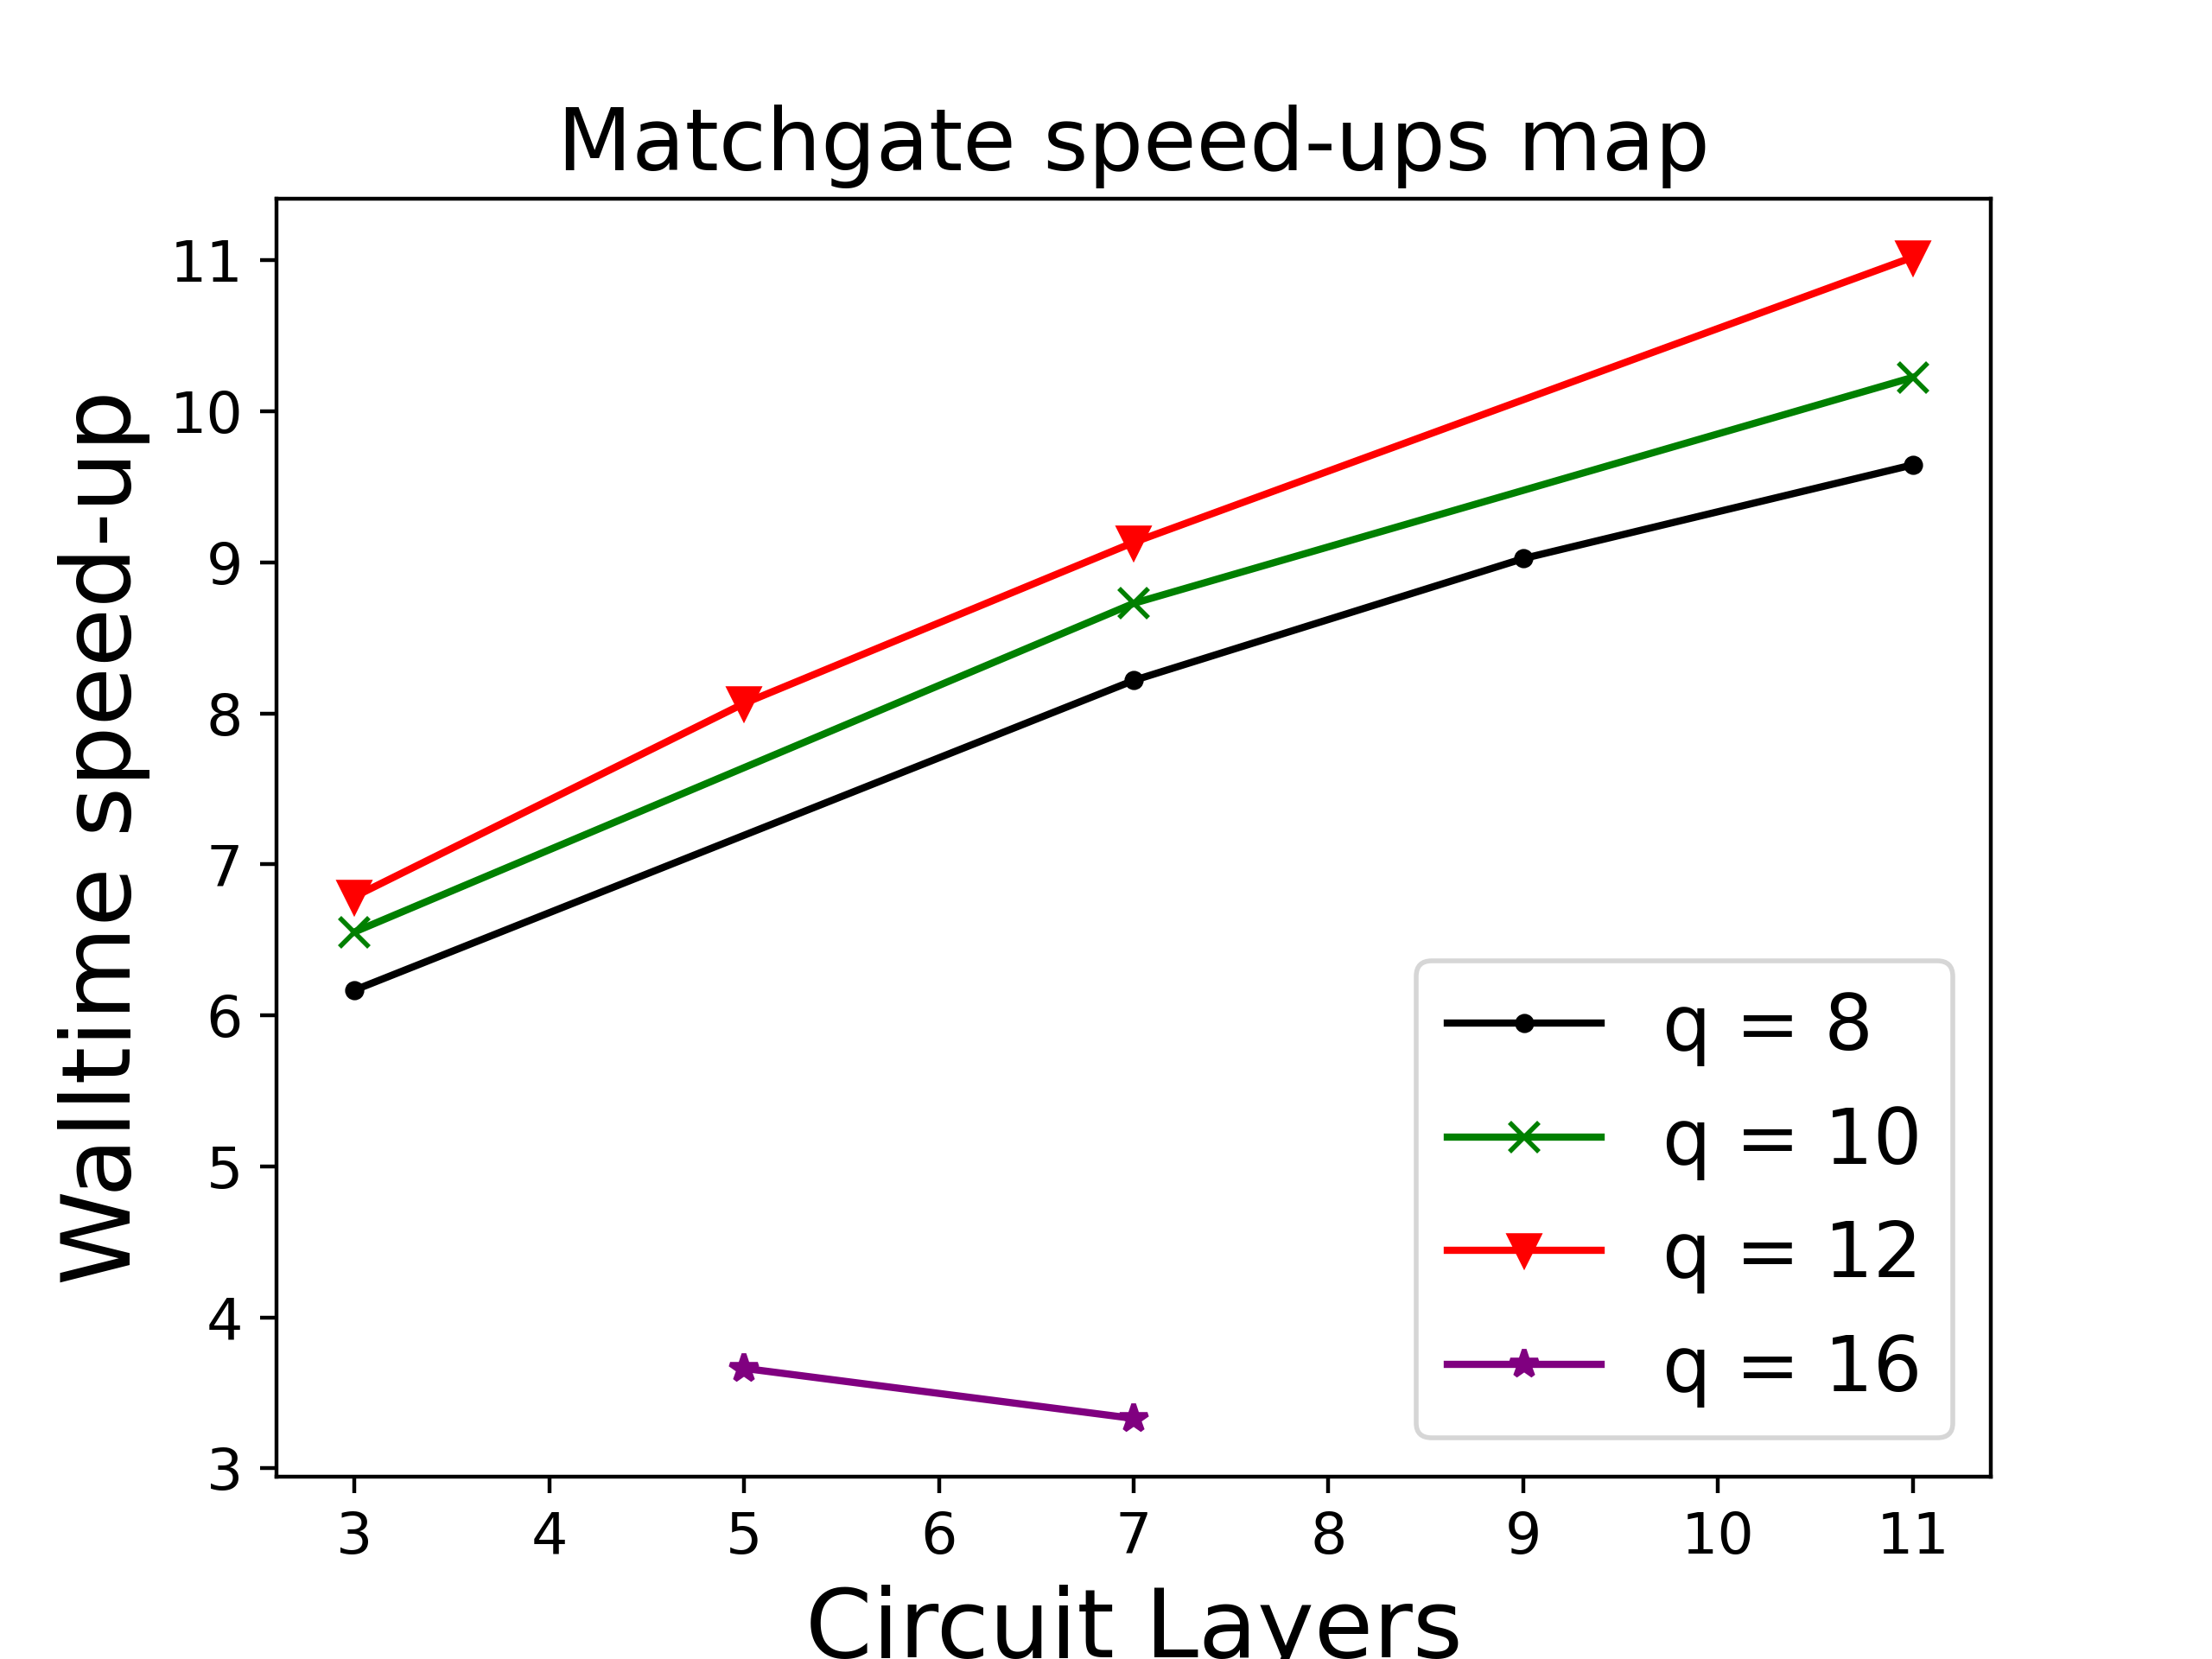 Matchgate speed-ups map
Walltime speed-up
11
10
9
8
7
6
5
4
3
q = 8
q = 10
q = 12
q = 16
3 4 5 6 7 8 9 10 11
Circuit Layers